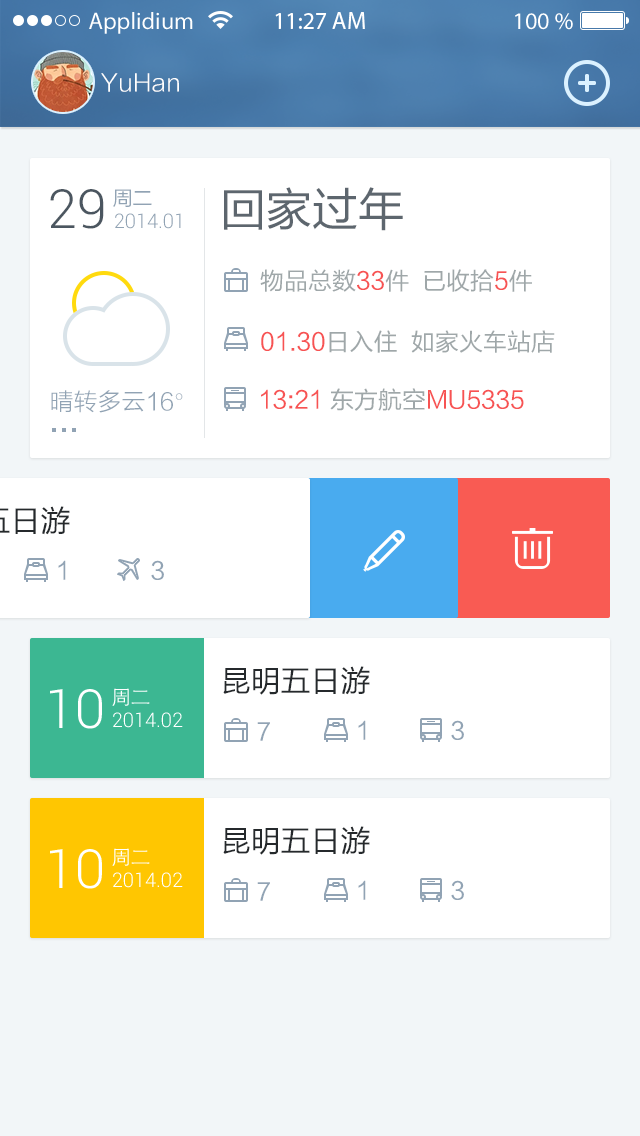 Applidium 11:27 AM 100 %
YuHan
29 周二
2014.01
回家过年
物品总数33件 已收拾5件
01.30日入住 如家火车站店
13:21 东方航空MU5335
晴转多云16°
五日游
1 3
10 周二
2014.02
昆明五日游
7 1 3
10 周二
2014.02
昆明五日游
7 1 3